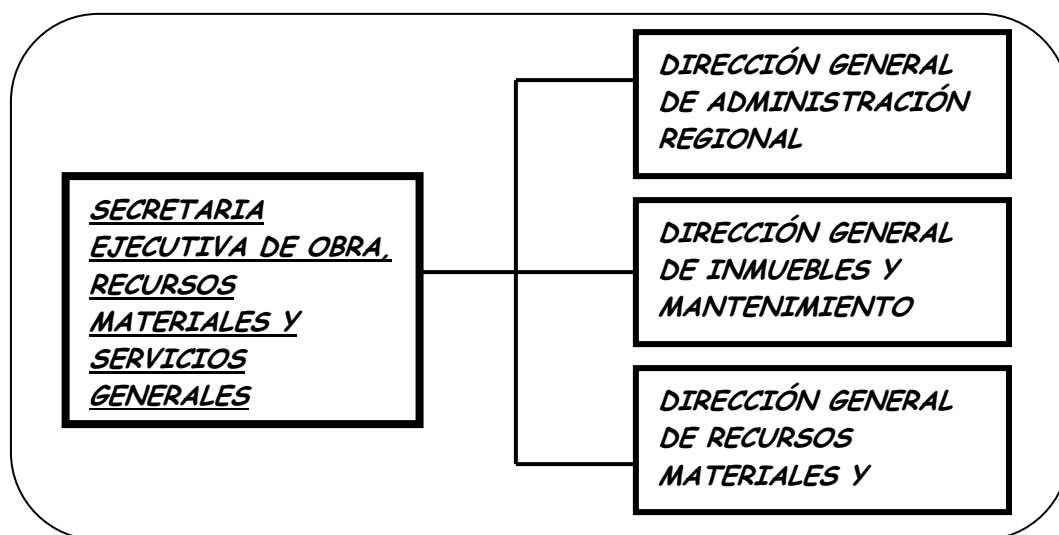 SECRETARIA
EJECUTIVA DE OBRA,
RECURSOS
MATERIALES Y
SERVICIOS
GENERALES
DIRECCIÓN GENERAL
DE ADMINISTRACIÓN
REGIONAL
DIRECCIÓN GENERAL
DE INMUEBLES Y
MANTENIMIENTO
DIRECCIÓN GENERAL
DE RECURSOS
MATERIALES Y